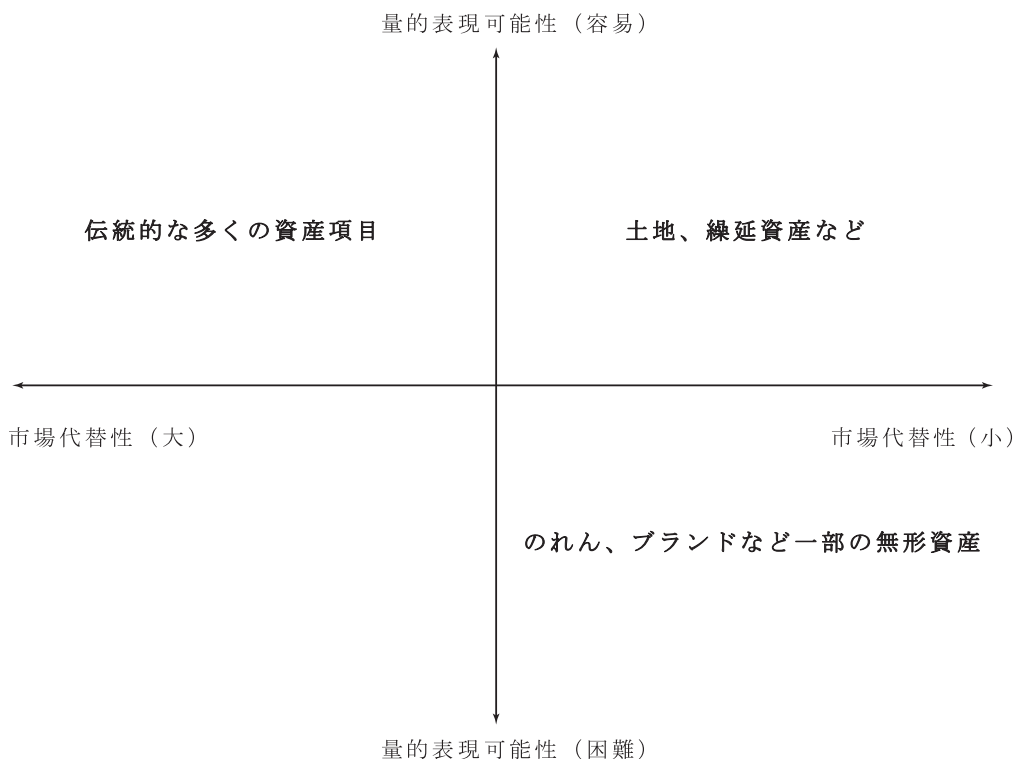 量的表現可能性（容易）
伝統的な多くの資産項目
土地、繰延資産など
市場代替性（大）
市場代替性（小）
のれん、ブランドなど一部の無形資産
量的表現可能性（困難）